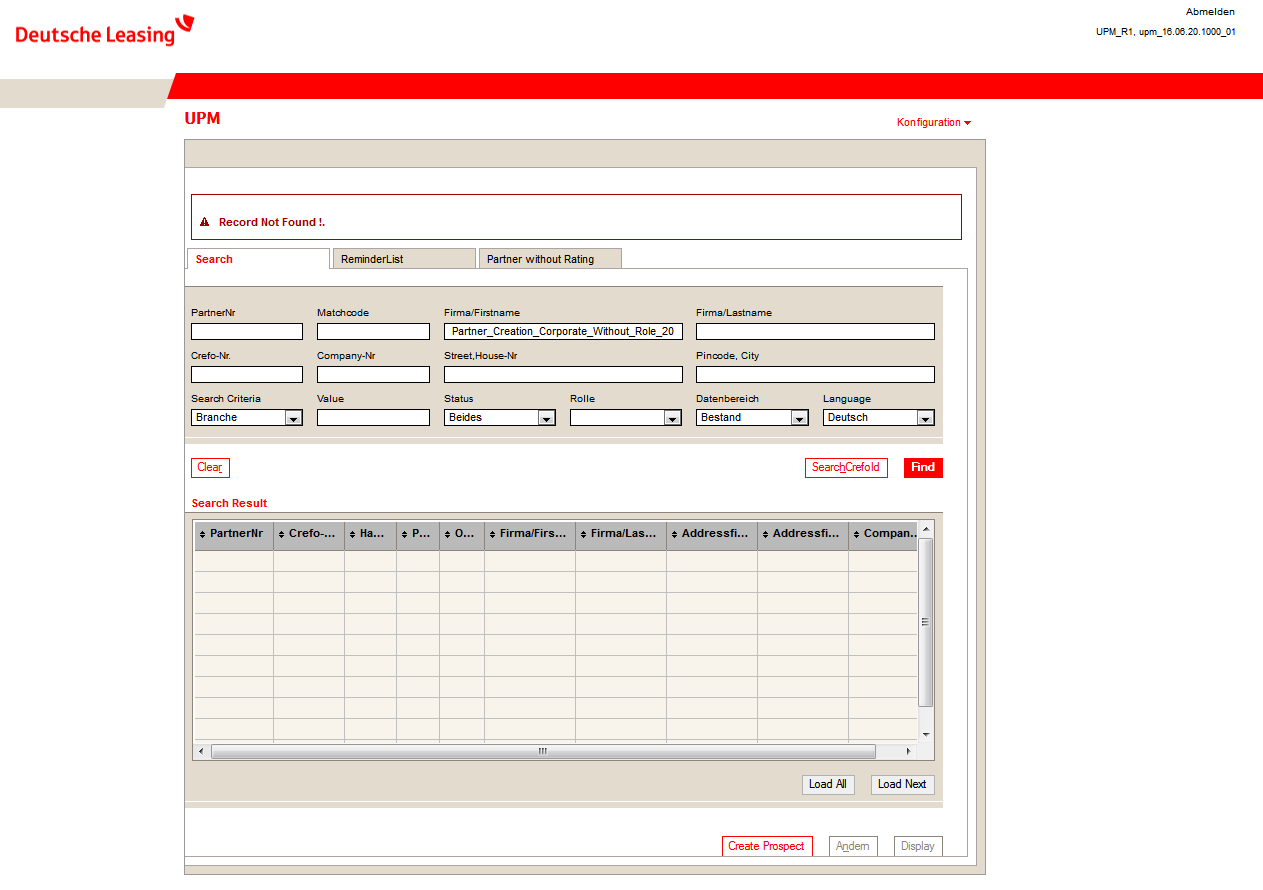 Abmelden
Deutsche Leasing
UPM_R1, upm_16.06.20.1000_01
UPM
Konfiguration
Record Not Found !.
Search ReminderList Partner without Rating
PartnerNr Matchcode Firma/Firstname Firma/Lastname
Partner_Creation_Corporate_Without_Role_20
Crefo-Nr. Company-Nr Street,House-Nr Pincode, City
Search Criteria Value Status Rolle Datenbereich Language
Branche Beides Bestand Deutsch
Clear SearchCrefoId Find
Search Result
PartnerNr Crefo-... Ha... P... O... Firma/Firs... Firma/Las... Addressfi... Addressfi... Compan...
Load All Load Next
Create Prospect Andern Display